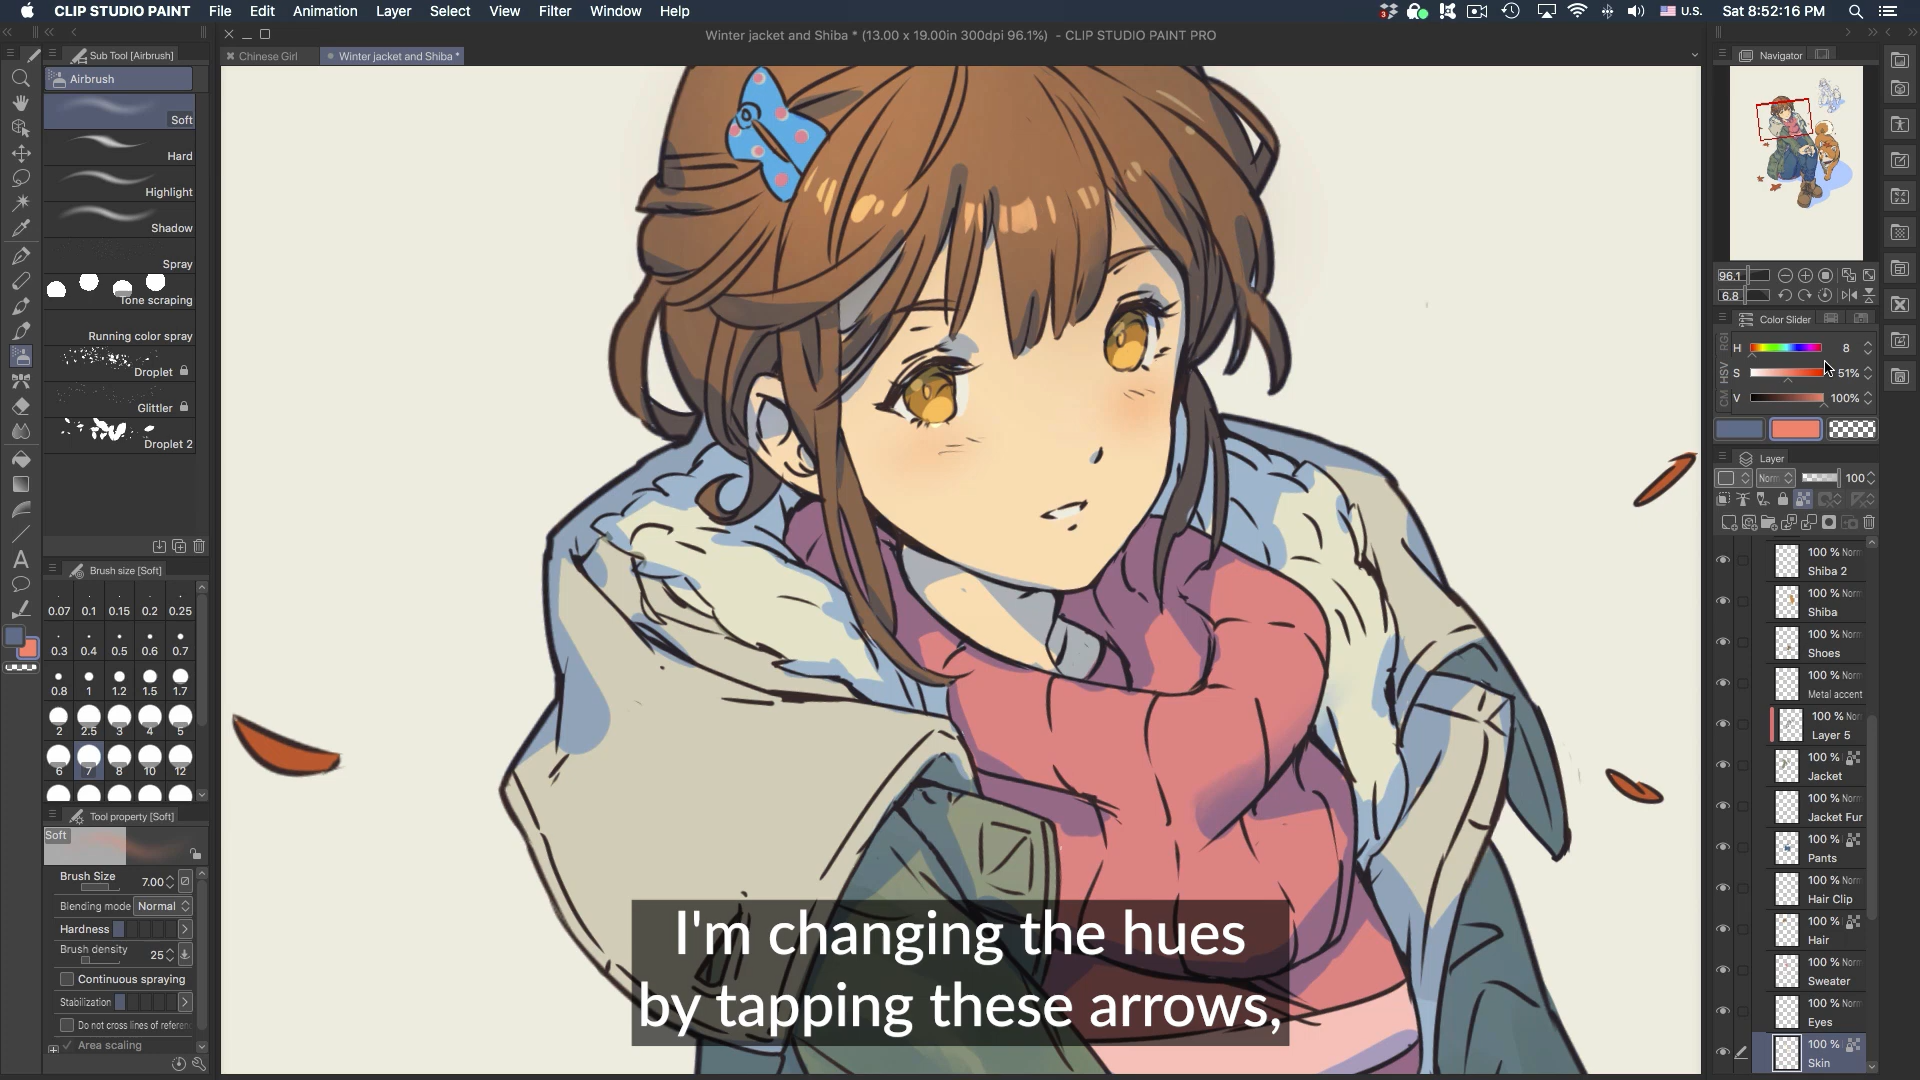 CLIP STUDIO PAINT File Edit Animation Layer Select View Filter Window Help
3 U.S. Sat 8:52:16 PM
Winter jacket and Shiba * (13.00 x 19.00in 300dpi 96.1%) - CLIP STUDIO PAINT PRO
Sub Tool [Airbrush]
Chinese Girl
Winter jacket and Shiba *
Navigator
Airbrush
Soft
Hard
Highlight
Shadow
Spray
Tone scraping
Running color spray
Droplet
Glittler
Droplet 2
Brush size [Soft]
0.07 0.1 0.15 0.2 0.25
0.3 0.4 0.5 0.6 0.7
0.8 1 1.2 1.5 1.7
2 2.5 3 4 5
6 7 8 10 12
Tool property [Soft]
Soft
Brush Size 7.00
Blending mode Normal
Hardness
Brush density 25
Continuous spraying
Stabilization
Do not cross lines of referen
Area scaling
96.1
6.8
Color Slider
H 8
S 51%
V 100%
HSV
CM
Layer
Norm 100
100 % Norm
Shiba 2
100 % Norm
Shiba
100 % Norm
Shoes
100 % Norm
Metal accent
100 % Nor
Layer 5
100 %
Jacket
100 % Norm
Jacket Fur
100 %
Pants
100 % Norm
Hair Clip
100 %
Hair
100 % Norm
Sweater
100 % Norm
Eyes
100 %
Skin
I'm changing the hues
by tapping these arrows,